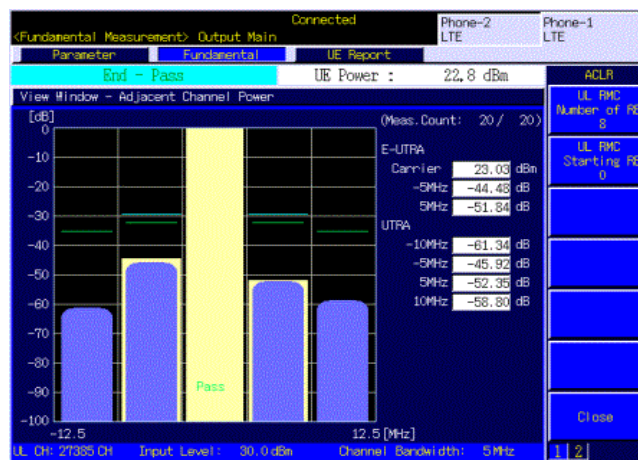 Connected
<Fundamental Measurement> Output Main
Phone-2
LTE
Phone-1
LTE
Parameter
Fundamental
UE Report
End - Pass
UE Power : 22.8 dBm
ACLR
View Window - Adjacent Channel Power
UL RMC
Number of RB
8
UL RMC
Starting RB
0
[dB]
(Meas.Count: 20/ 20)
0
-10
-20
-30
-40
-50
-60
-70
-80
-90
-100
E-UTRA
Carrier 23.03 dBm
-5MHz -44.48 dB
5MHz -51.84 dB
UTRA
-10MHz -61.34 dB
-5MHz -45.92 dB
5MHz -52.35 dB
10MHz -58.80 dB
Pass
-12.5
12.5 [MHz]
Close
UL CH: 27385 CH Input Level: 30.0 dBm Channel Bandwidth: 5 MHz
1 2